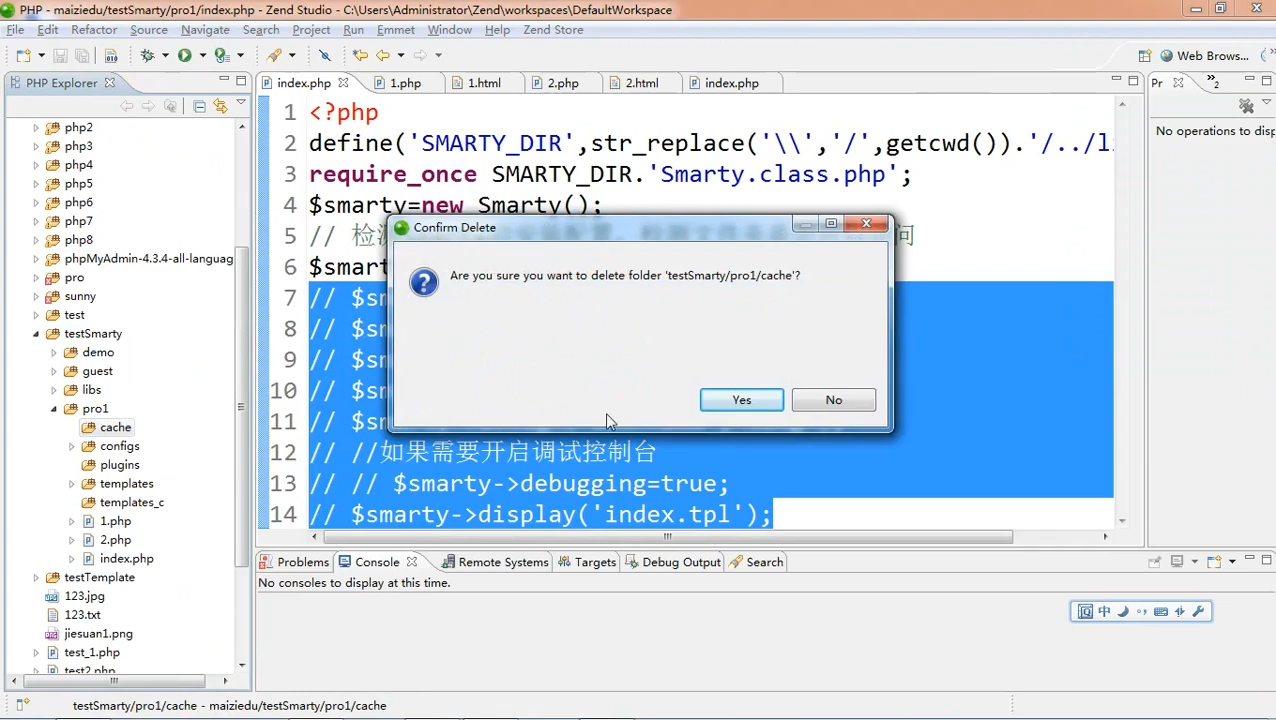 PHP - maiziedu/testSmarty/pro1/index.php - Zend Studio - C:\Users\Administrator\Zend\workspaces\DefaultWorkspace
File Edit Refactor Source Navigate Search Project Run Emmet Window Help Zend Store
Web Brows...
PHP Explorer
index.php 1.php 1.html 2.php 2.html index.php
Pr
2
No operations to disp
php2
php3
php4
php5
php6
php7
php8
phpMyAdmin-4.3.4-all-languag
pro
sunny
test
testSmarty
demo
guest
libs
pro1
cache
configs
plugins
templates
templates_c
1.php
2.php
index.php
testTemplate
123.jpg
123.txt
jiesuan1.png
test_1.php
test2.php
1 <?php
2 define('SMARTY_DIR',str_replace('\\','/',getcwd()).'/../l
3 require_once SMARTY_DIR.'Smarty.class.php';
4 $smarty=new Smarty();
5 // 检 问
6 $smart
7 // $sm
8 // $sm
9 // $sm
10 // $sm
11 // $sm
12 // //如果需要开启调试控制台
13 // // $smarty->debugging=true;
14 // $smarty->display('index.tpl');
Confirm Delete
Are you sure you want to delete folder 'testSmarty/pro1/cache'?
Yes No
Problems Console Remote Systems Targets Debug Output Search
No consoles to display at this time.
中
testSmarty/pro1/cache - maiziedu/testSmarty/pro1/cache